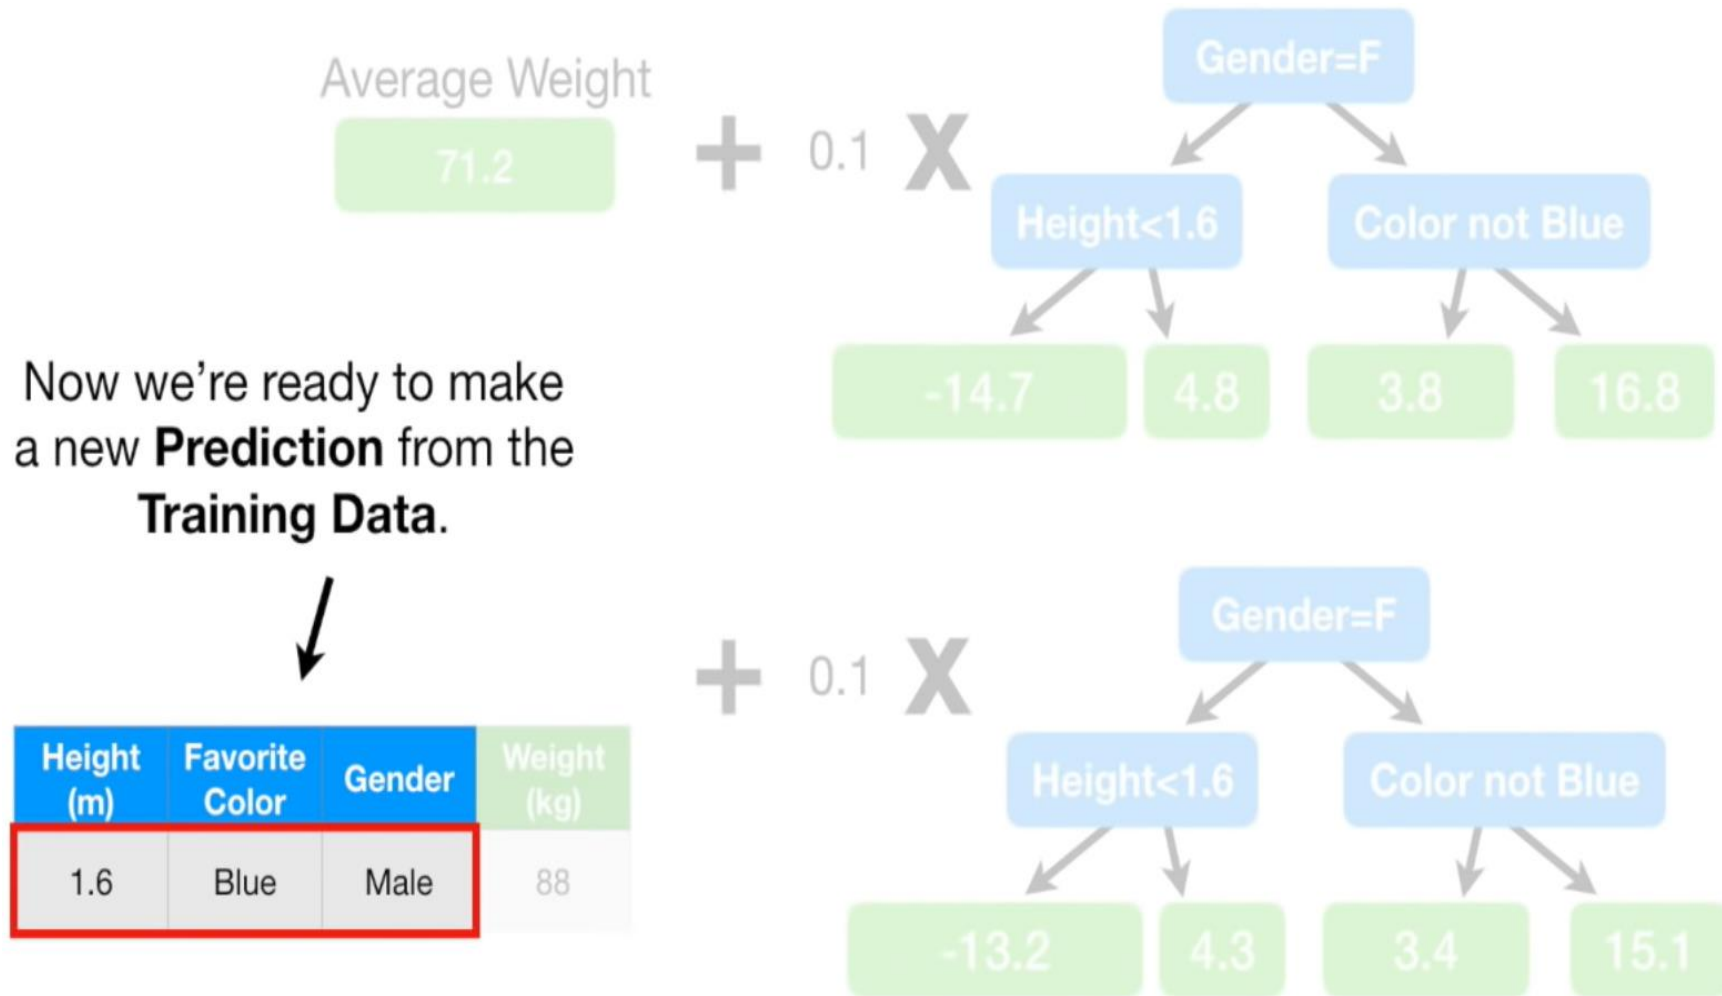 Average Weight
71.2
+ 0.1 X
Gender=F
Height<1.6
Color not Blue
-14.7
4.8
3.8
16.8
Now we're ready to make
a new Prediction from the
Training Data.
+ 0.1 X
Gender=F
Height<1.6
Color not Blue
-13.2
4.3
3.4
15.1
Height (m) Favorite Color Gender Weight (kg)
1.6 Blue Male 88